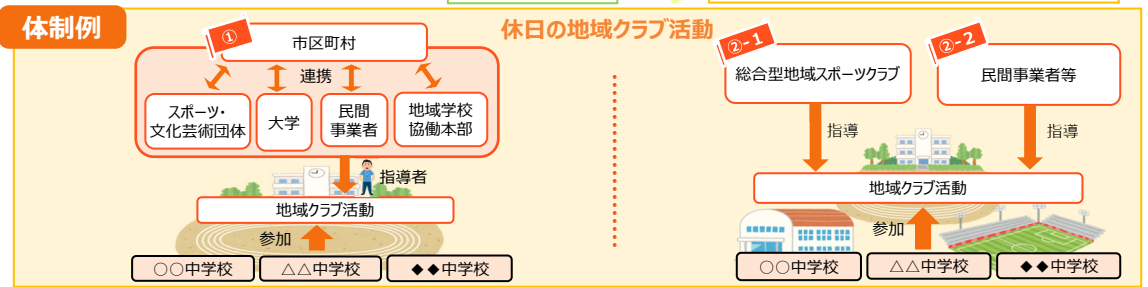 体制例
休日の地域クラブ活動
①
市区町村
連携
スポーツ・
文化芸術団体
大学
民間
事業者
地域学校
協働本部
指導者
地域クラブ活動
参加
○○中学校
△△中学校
◆◆中学校
②-1
総合型地域スポーツクラブ
②-2
民間事業者等
指導
指導
地域クラブ活動
参加
○○中学校
△△中学校
◆◆中学校